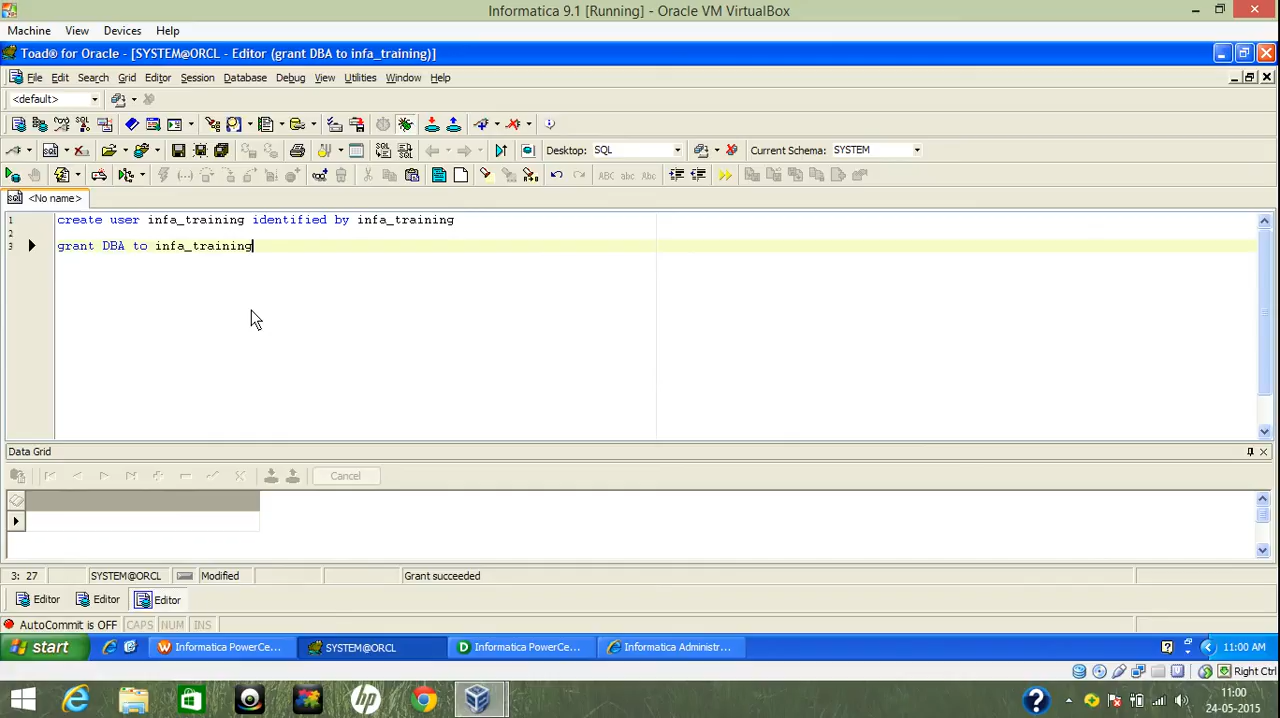 Informatica 9.1 [Running] - Oracle VM VirtualBox
Machine View Devices Help
Toad® for Oracle - [SYSTEM@ORCL - Editor (grant DBA to infa_training)]
File Edit Search Grid Editor Session Database Debug View Utilities Window Help
<default>
Desktop: SQL Current Schema: SYSTEM
ABC abc Abc
SQL <No name>
1 create user infa_training identified by infa_training
2
3 grant DBA to infa_training
Data Grid
Cancel
3: 27 SYSTEM@ORCL Modified Grant succeeded
Editor Editor Editor
AutoCommit is OFF CAPS NUM INS
start Informatica PowerCe... SYSTEM@ORCL Informatica PowerCe... Informatica Administr... 11:00 AM
Right Ctrl
11:00
24-05-2015